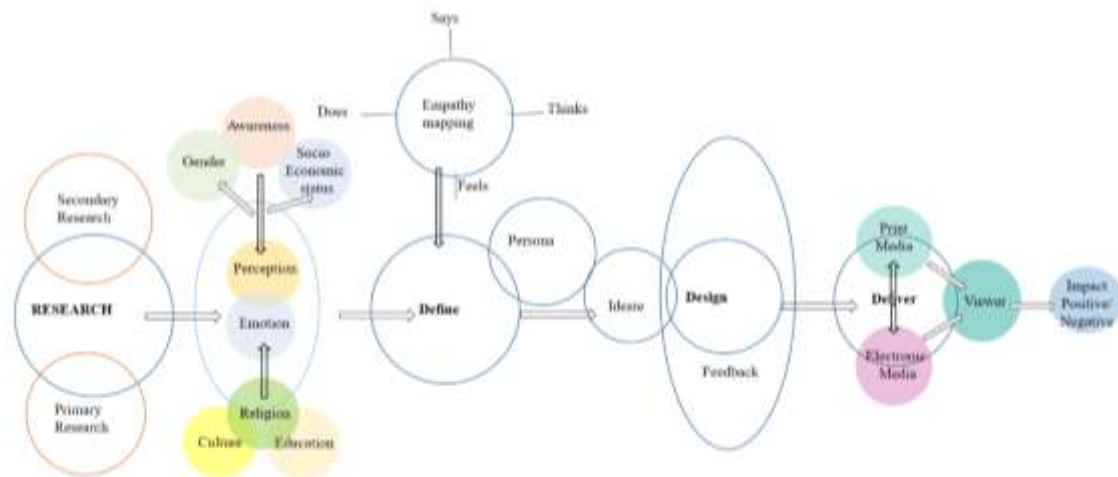 Says
Does
Empathy
mapping
Thinks
Feels
Awareness
Gender
Socio
Economic
status
Secondary
Research
RESEARCH
Primary
Research
Perception
Emotion
Religion
Culture
Education
Define
Persona
Ideate
Design
Feedback
Print
Media
Deliver
Electronic
Media
Viewer
Impact
Positive/
Negative